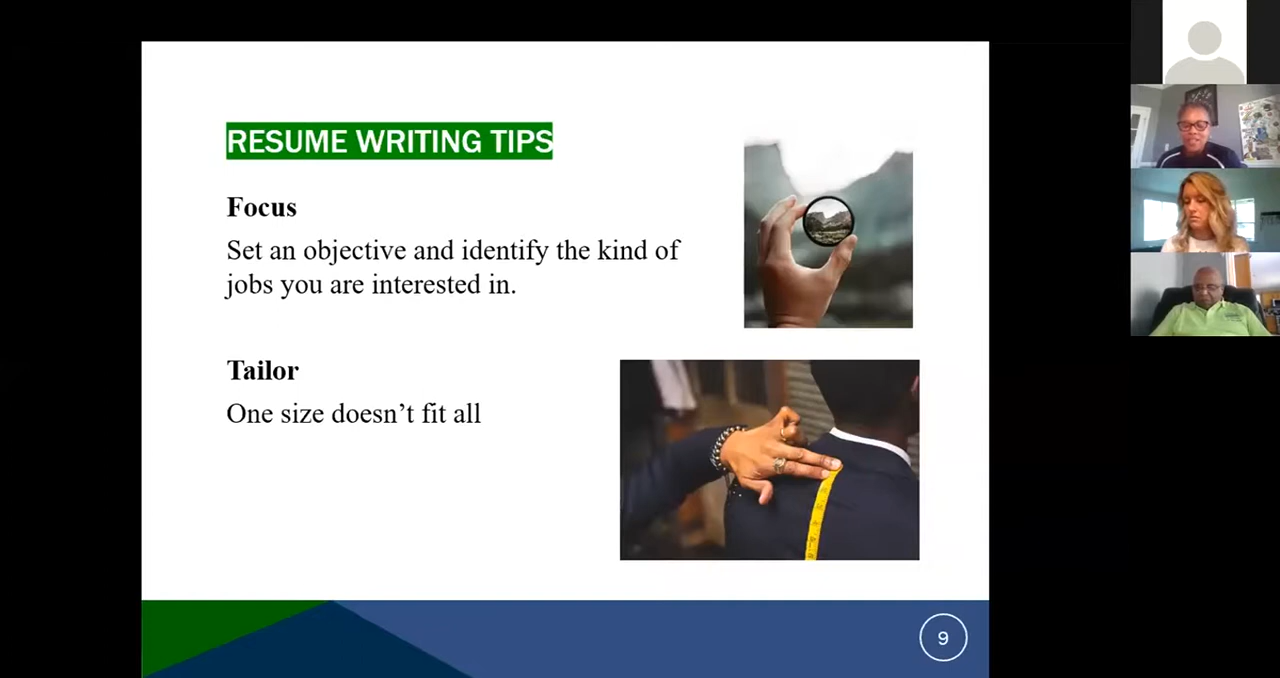 RESUME WRITING TIPS
Focus
Set an objective and identify the kind of
jobs you are interested in.
Tailor
One size doesn’t fit all
9